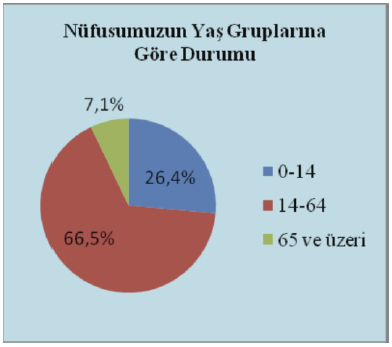 Nüfusumuzun Yaş Gruplarına
Göre Durumu
7,1%
26,4%
66,5%
0-14
14-64
65 ve üzeri